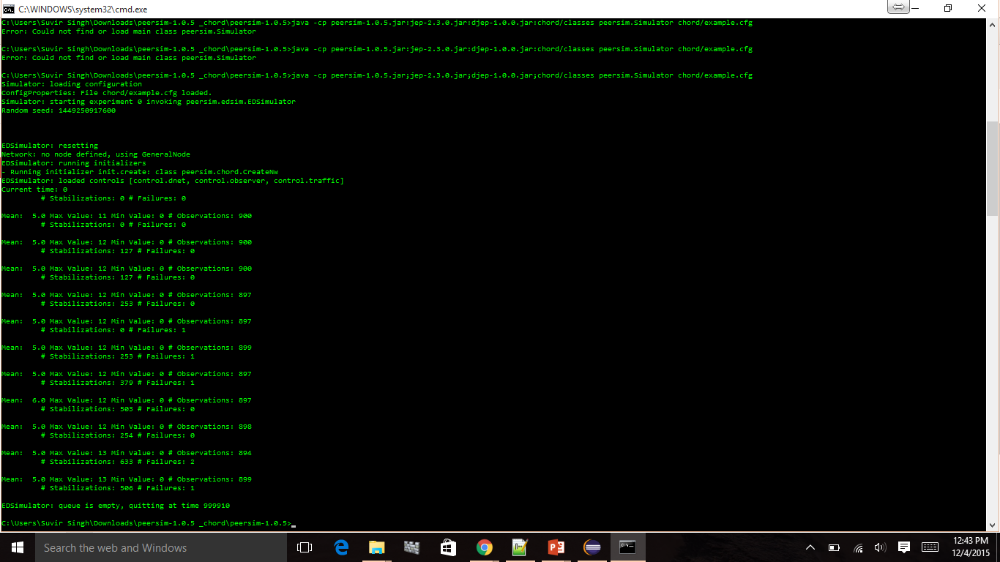 C:\WINDOWS\system32\cmd.exe
C:\Users\Suvir Singh\Downloads\peersim-1.0.5 _chord\peersim-1.0.5>java -cp peersim-1.0.5.jar:jep-2.3.0.jar:djep-1.0.0.jar:chord/classes peersim.Simulator chord/example.cfg
Error: Could not find or load main class peersim.Simulator
C:\Users\Suvir Singh\Downloads\peersim-1.0.5 _chord\peersim-1.0.5>java -cp peersim-1.0.5.jar:jep-2.3.0.jar:djep-1.0.0.jar:chord/classes peersim.Simulator chord/example.cfg
Error: Could not find or load main class peersim.Simulator
C:\Users\Suvir Singh\Downloads\peersim-1.0.5 _chord\peersim-1.0.5>java -cp peersim-1.0.5.jar;jep-2.3.0.jar;djep-1.0.0.jar;chord/classes peersim.Simulator chord/example.cfg
Simulator: loading configuration
ConfigProperties: File chord/example.cfg loaded.
Simulator: starting experiment 0 invoking peersim.edsim.EDSimulator
Random seed: 1449250917600
EDSimulator: resetting
Network: no node defined, using GeneralNode
EDSimulator: running initializers
- Running initializer init.create: class peersim.chord.CreateNw
EDSimulator: loaded controls [control.dnet, control.observer, control.traffic]
Current time: 0
# Stabilizations: 0 # Failures: 0
Mean:  5.0 Max Value: 11 Min Value: 0 # Observations: 900
# Stabilizations: 0 # Failures: 0
Mean:  5.0 Max Value: 12 Min Value: 0 # Observations: 900
# Stabilizations: 127 # Failures: 0
Mean:  5.0 Max Value: 12 Min Value: 0 # Observations: 900
# Stabilizations: 127 # Failures: 0
Mean:  5.0 Max Value: 12 Min Value: 0 # Observations: 897
# Stabilizations: 253 # Failures: 0
Mean:  5.0 Max Value: 12 Min Value: 0 # Observations: 897
# Stabilizations: 0 # Failures: 1
Mean:  5.0 Max Value: 12 Min Value: 0 # Observations: 899
# Stabilizations: 253 # Failures: 1
Mean:  5.0 Max Value: 12 Min Value: 0 # Observations: 897
# Stabilizations: 379 # Failures: 1
Mean:  6.0 Max Value: 12 Min Value: 0 # Observations: 897
# Stabilizations: 503 # Failures: 0
Mean:  5.0 Max Value: 12 Min Value: 0 # Observations: 898
# Stabilizations: 254 # Failures: 0
Mean:  5.0 Max Value: 13 Min Value: 0 # Observations: 894
# Stabilizations: 633 # Failures: 2
Mean:  5.0 Max Value: 13 Min Value: 0 # Observations: 899
# Stabilizations: 506 # Failures: 1
EDSimulator: queue is empty, quitting at time 999910
C:\Users\Suvir Singh\Downloads\peersim-1.0.5 _chord\peersim-1.0.5>
Search the web and Windows
12:43 PM
12/4/2015